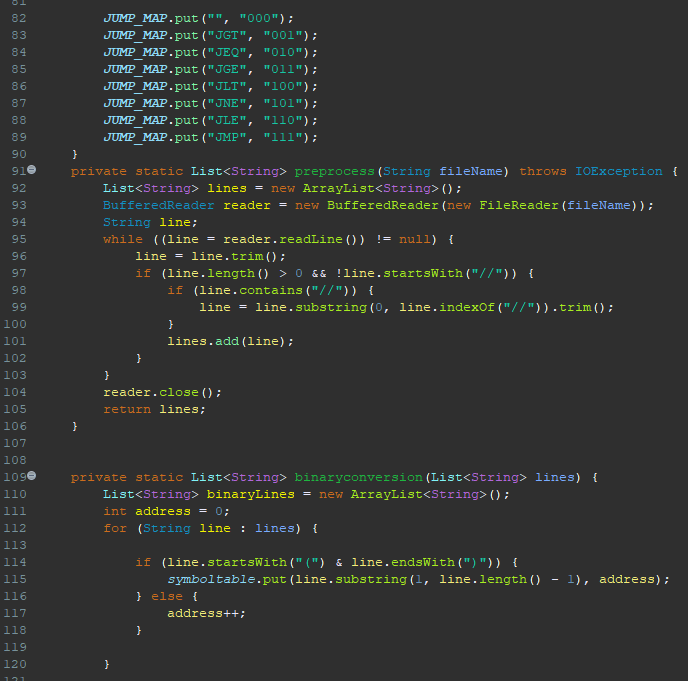 81
82 JUMP_MAP.put("", "000");
83 JUMP_MAP.put("JGT", "001");
84 JUMP_MAP.put("JEQ", "010");
85 JUMP_MAP.put("JGE", "011");
86 JUMP_MAP.put("JLT", "100");
87 JUMP_MAP.put("JNE", "101");
88 JUMP_MAP.put("JLE", "110");
89 JUMP_MAP.put("JMP", "111");
90 }
91 private static List<String> preprocess(String fileName) throws IOException {
92 List<String> lines = new ArrayList<String>();
93 BufferedReader reader = new BufferedReader(new FileReader(fileName));
94 String line;
95 while ((line = reader.readLine()) != null) {
96 line = line.trim();
97 if (line.length() > 0 && !line.startsWith("//")) {
98 if (line.contains("//")) {
99 line = line.substring(0, line.indexOf("//")).trim();
100 }
101 lines.add(line);
102 }
103 }
104 reader.close();
105 return lines;
106 }
107
108
109 private static List<String> binaryconversion(List<String> lines) {
110 List<String> binaryLines = new ArrayList<String>();
111 int address = 0;
112 for (String line : lines) {
113
114 if (line.startsWith("(") & line.endsWith(")")) {
115 symboltable.put(line.substring(1, line.length() - 1), address);
116 } else {
117 address++;
118 }
119
120 }
121